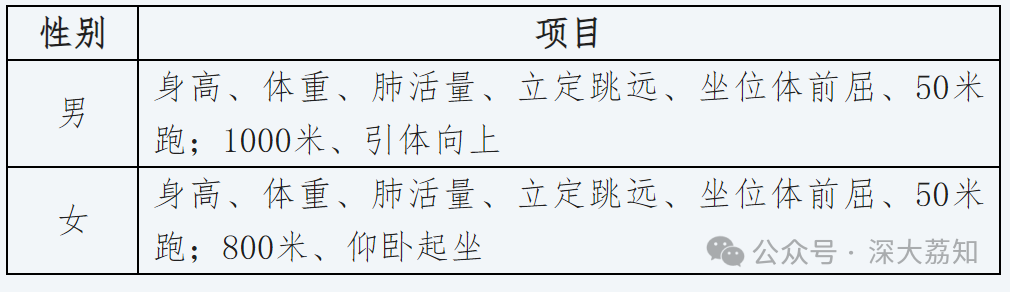 性别 项目
男 身高、体重、肺活量、立定跳远、坐位体前屈、50米
跑；1000米、引体向上
女 身高、体重、肺活量、立定跳远、坐位体前屈、50米
跑；800米、仰卧起坐
公众号·深大荔知